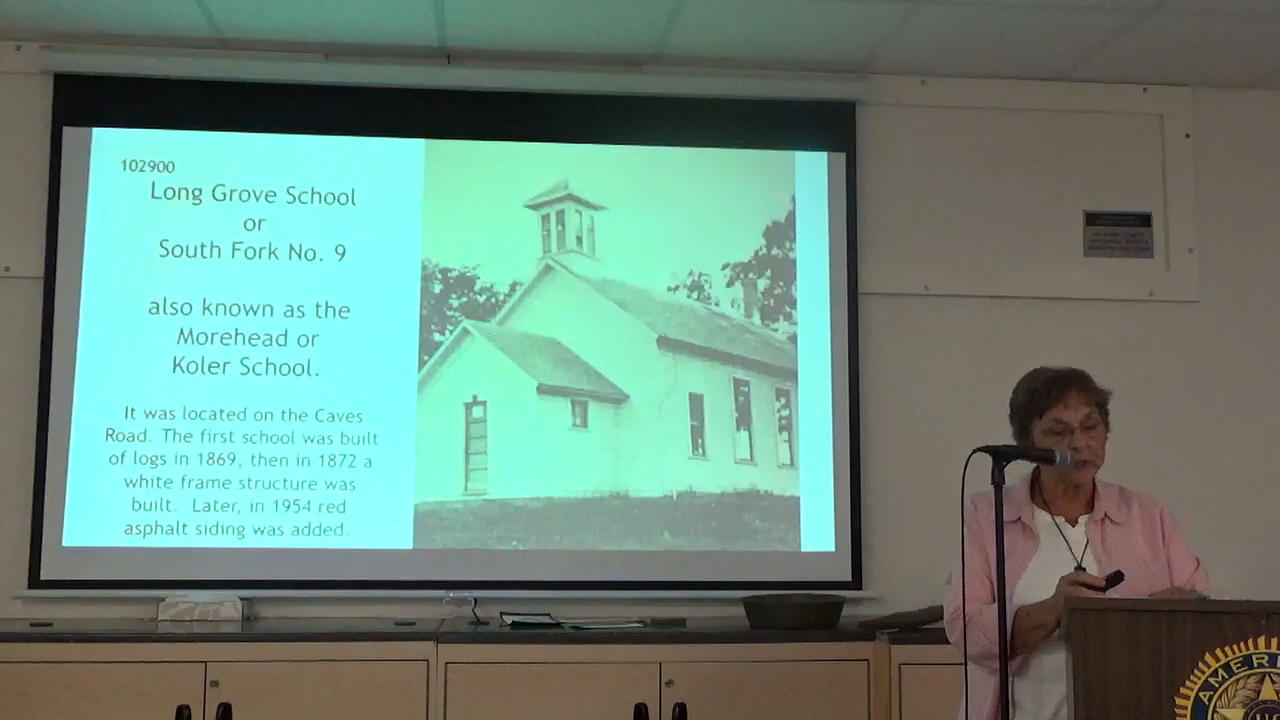 102900
Long Grove School
or
South Fork No. 9
also known as the
Morehead or
Koler School.
It was located on the Caves
Road. The first school was built
of logs in 1869, then in 1872 a
white frame structure was
built. Later, in 1954 red
asphalt siding was added.
AMERI